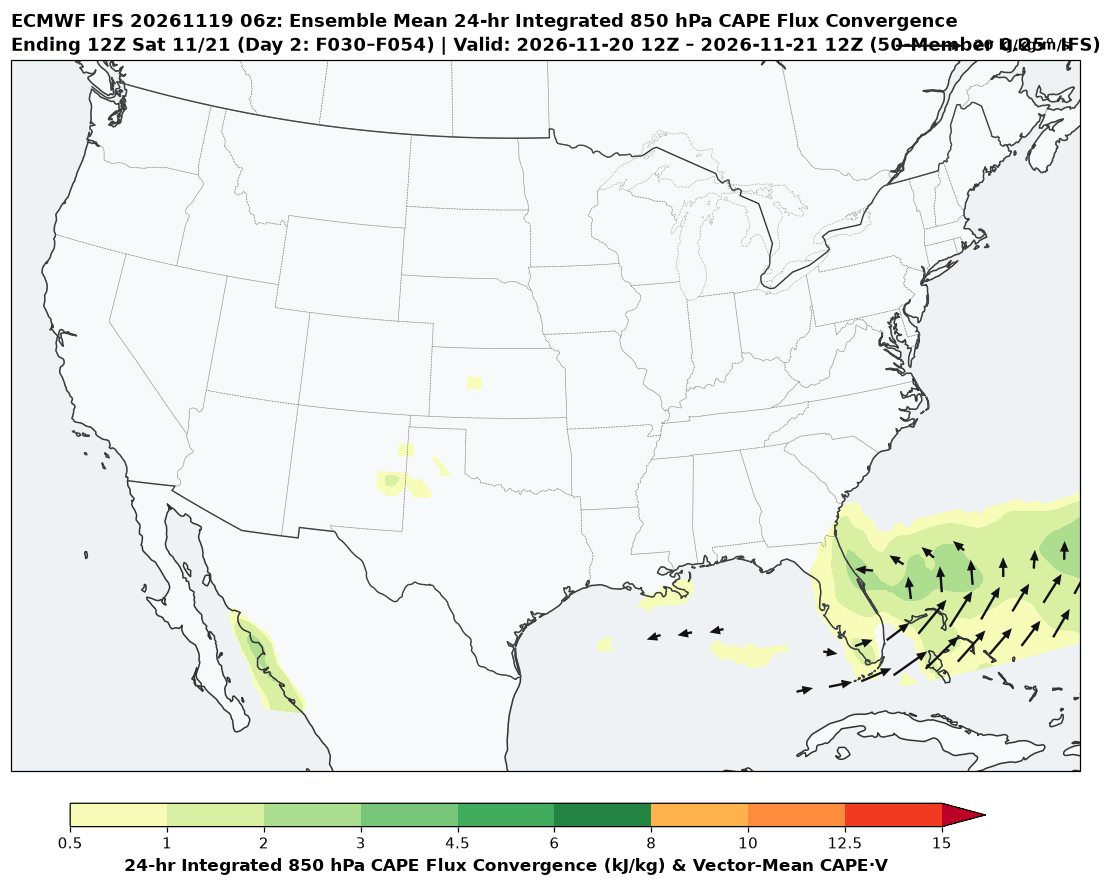 ECMWF IFS 20261119 06z: Ensemble Mean 24-hr Integrated 850 hPa CAPE Flux Convergence
Ending 12Z Sat 11/21 (Day 2: F030–F054) | Valid: 2026-11-20 12Z – 2026-11-21 12Z (50-Member 0.25° IFS)
0.5 1 2 3 4.5 6 8 10 12.5 15
24-hr Integrated 850 hPa CAPE Flux Convergence (kJ/kg) & Vector-Mean CAPE·V